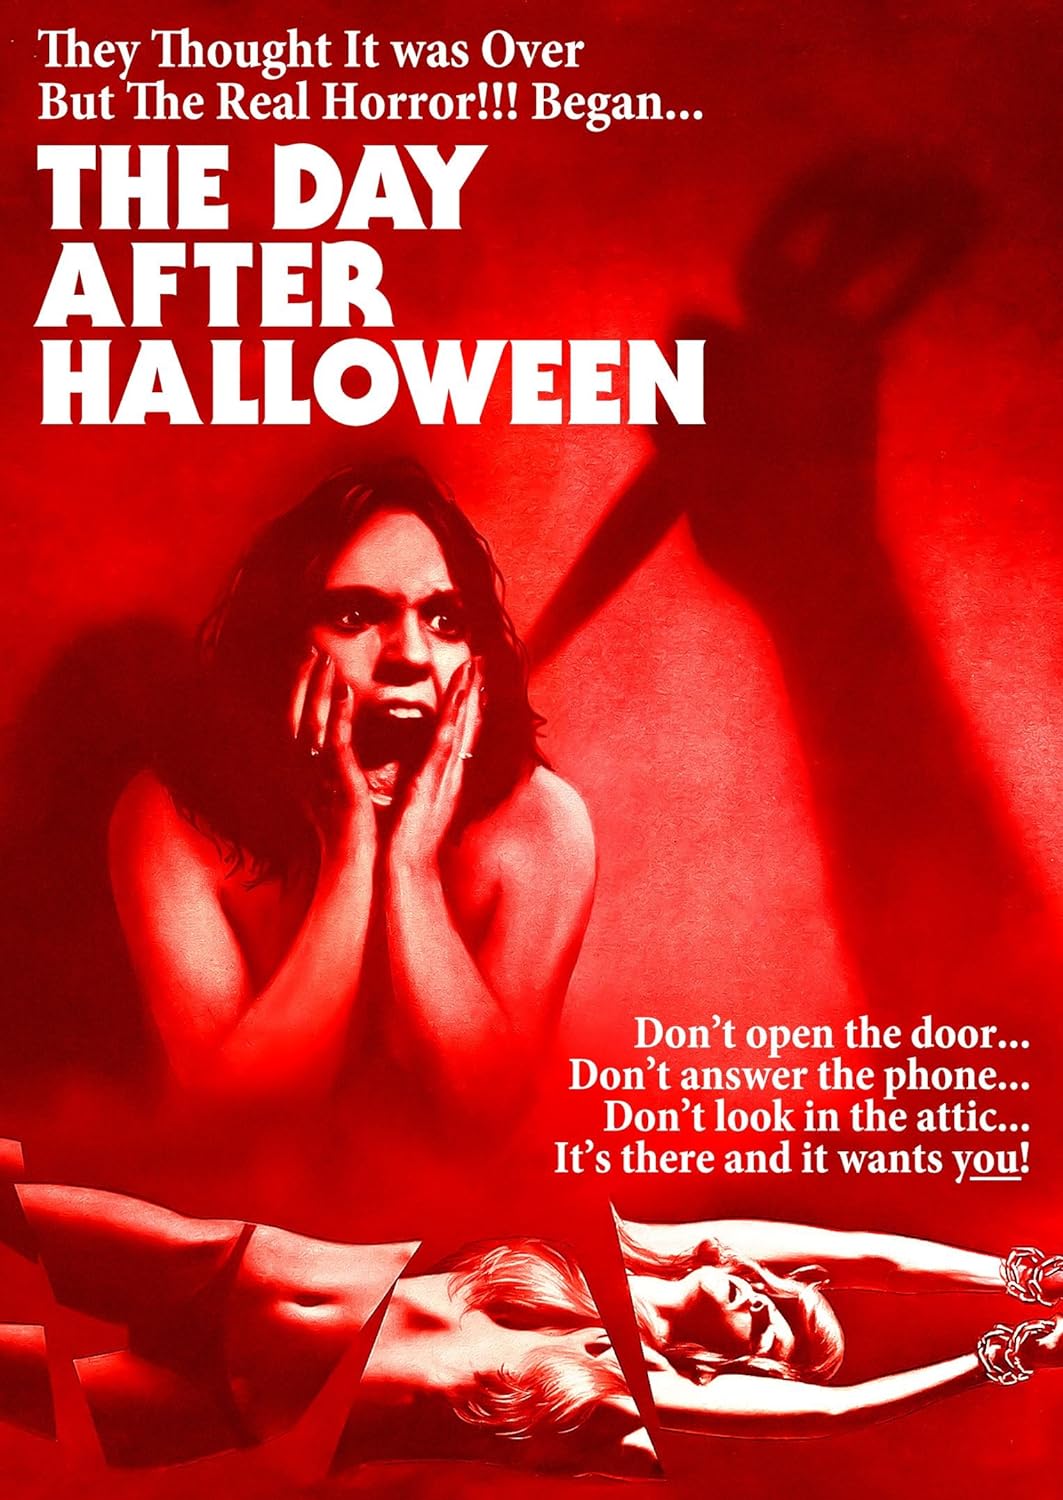 They Thought It was Over
But The Real Horror!!! Began...
THE DAY
AFTER
HALLOWEEN
Don't open the door...
Don't answer the phone...
Don't look in the attic...
It's there and it wants you!